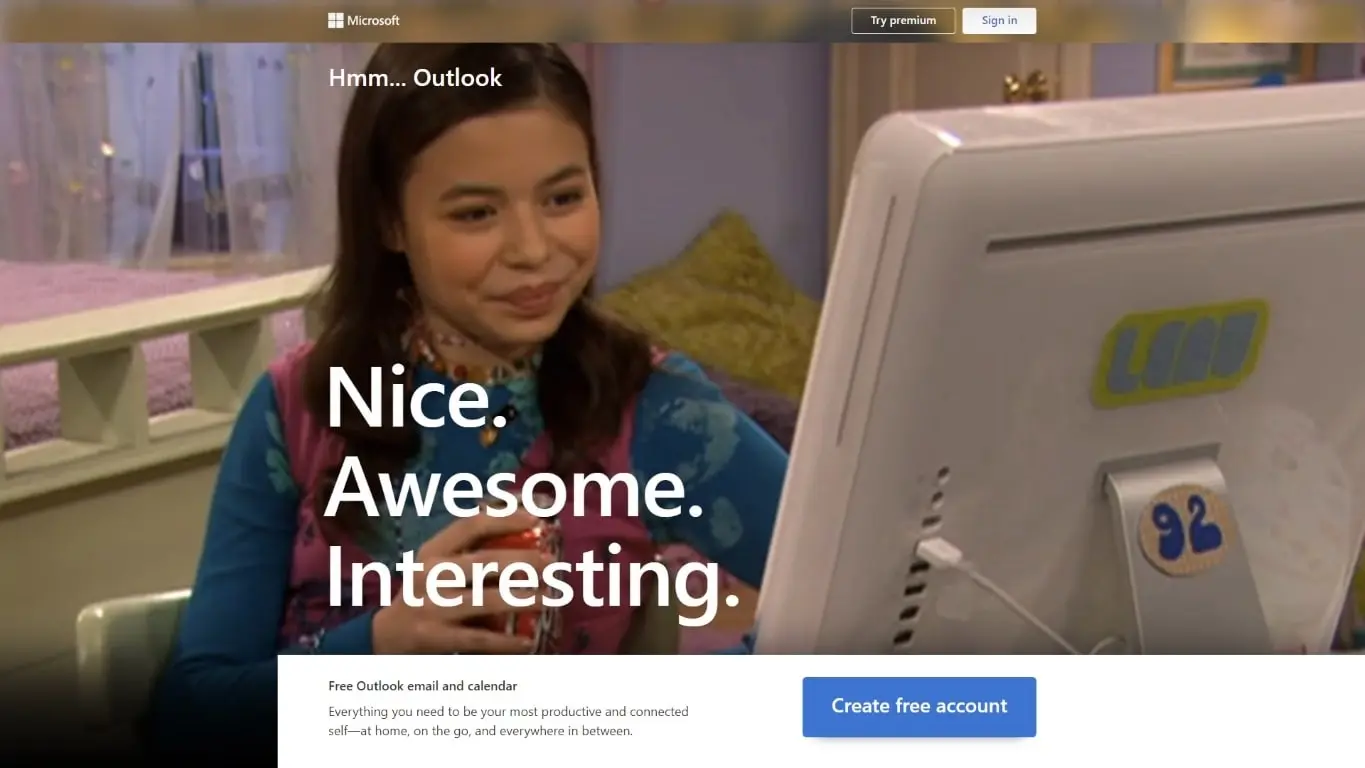 Microsoft
Try premium
Sign in
Hmm... Outlook
Nice.
Awesome.
Interesting.
92
Free Outlook email and calendar
Everything you need to be your most productive and connected
self—at home, on the go, and everywhere in between.
Create free account